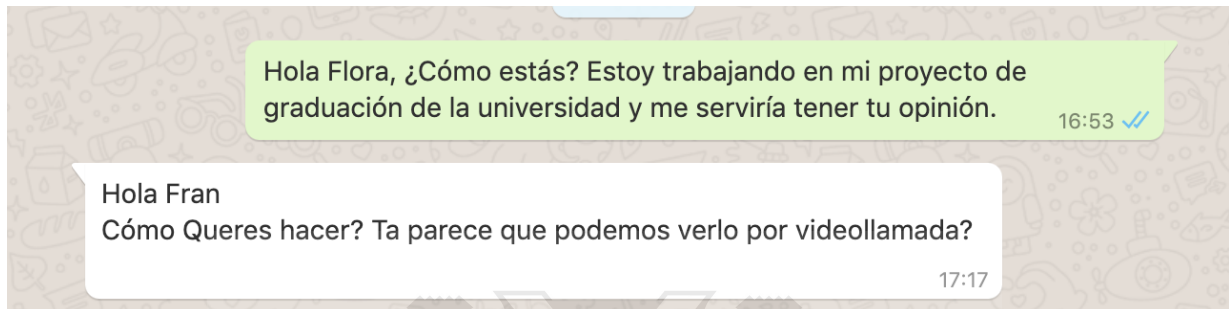 Hola Flora, ¿Cómo estás? Estoy trabajando en mi proyecto de
graduación de la universidad y me serviría tener tu opinión.
16:53
Hola Fran
Cómo Queres hacer? Ta parece que podemos verlo por videollamada?
17:17